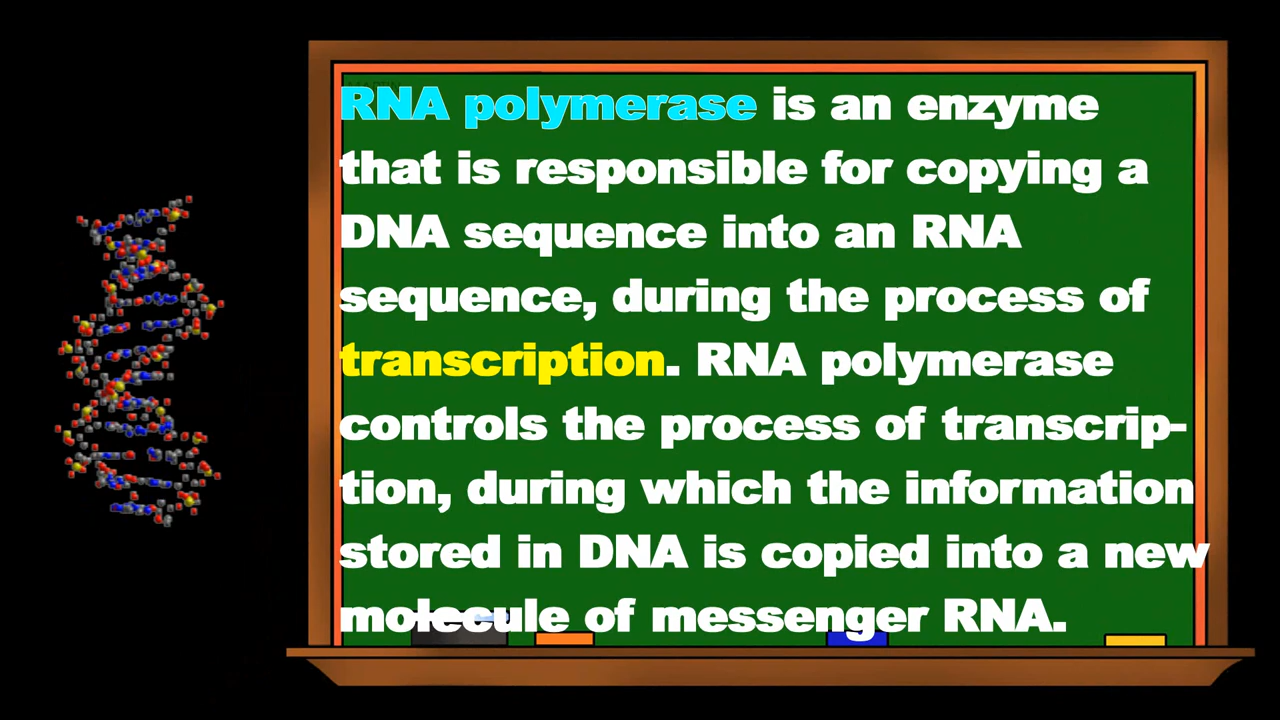 RNA polymerase is an enzyme
that is responsible for copying a
DNA sequence into an RNA
sequence, during the process of
transcription. RNA polymerase
controls the process of transcrip-
tion, during which the information
stored in DNA is copied into a new
molecule of messenger RNA.